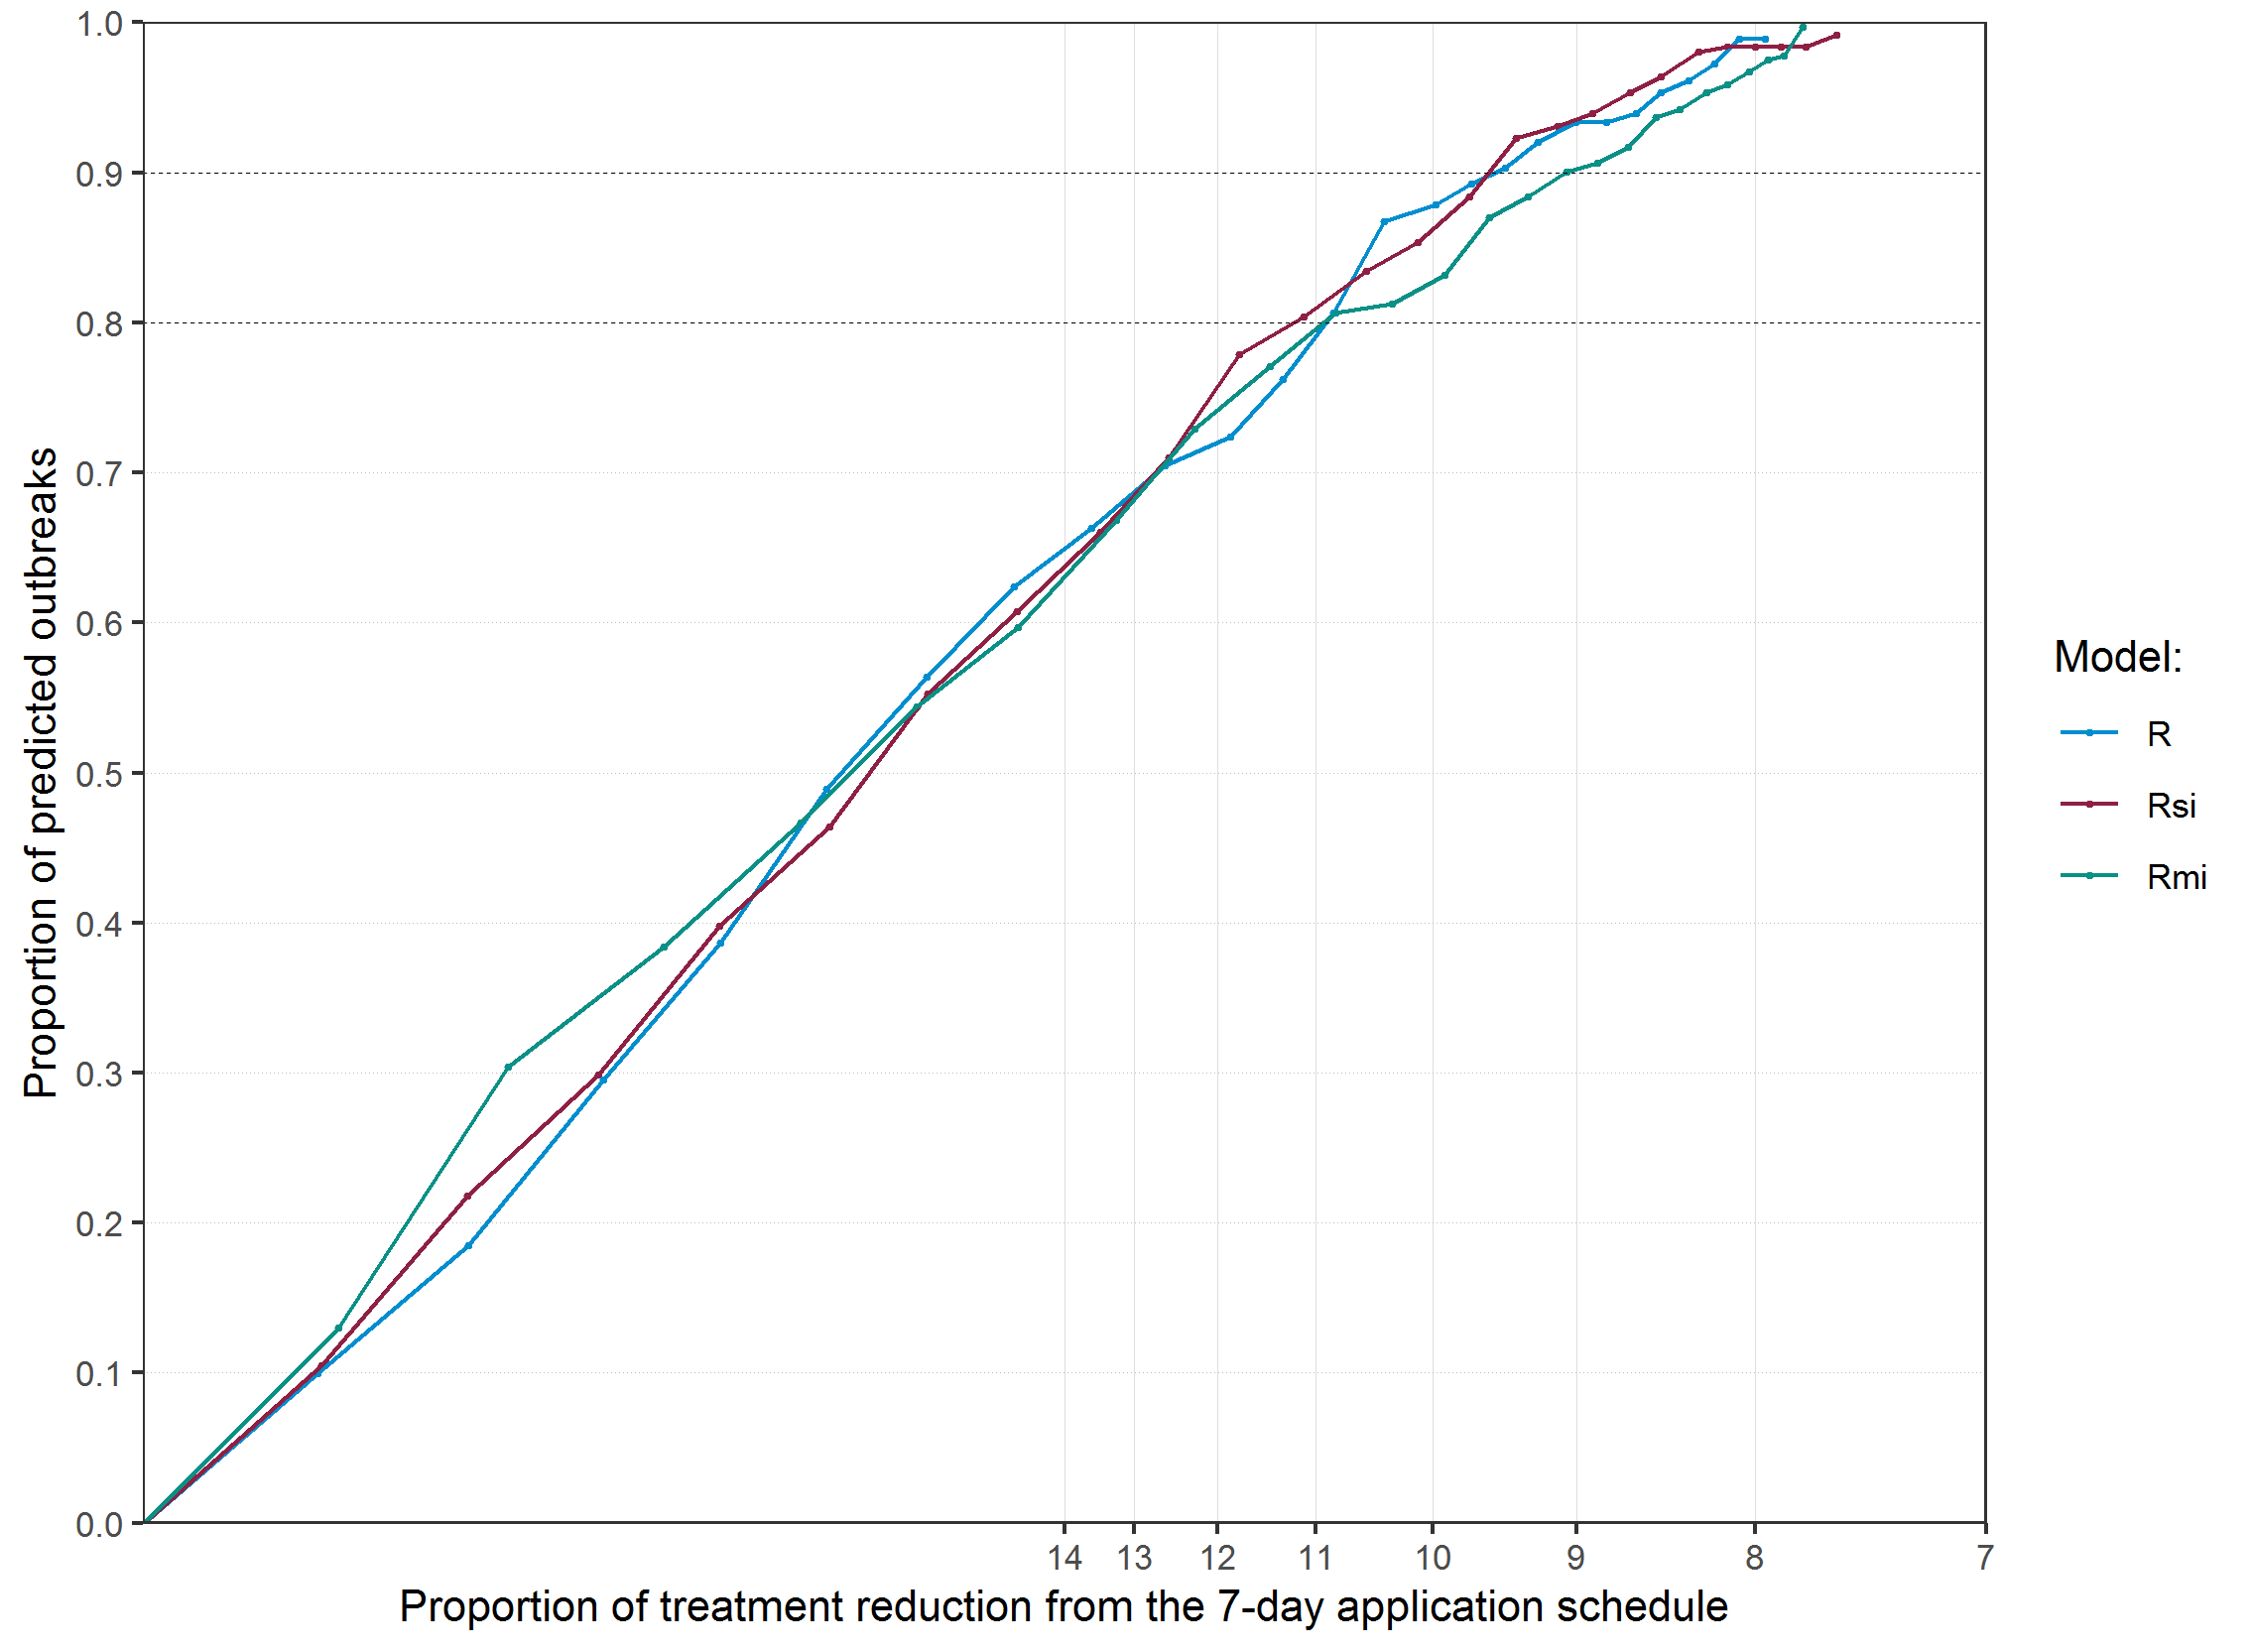 1.0
0.9
0.8
0.7
0.6
0.5
0.4
0.3
0.2
0.1
0.0
Proportion of predicted outbreaks
14 13 12 11 10 9 8 7
Proportion of treatment reduction from the 7-day application schedule
Model:
R
Rsi
Rmi